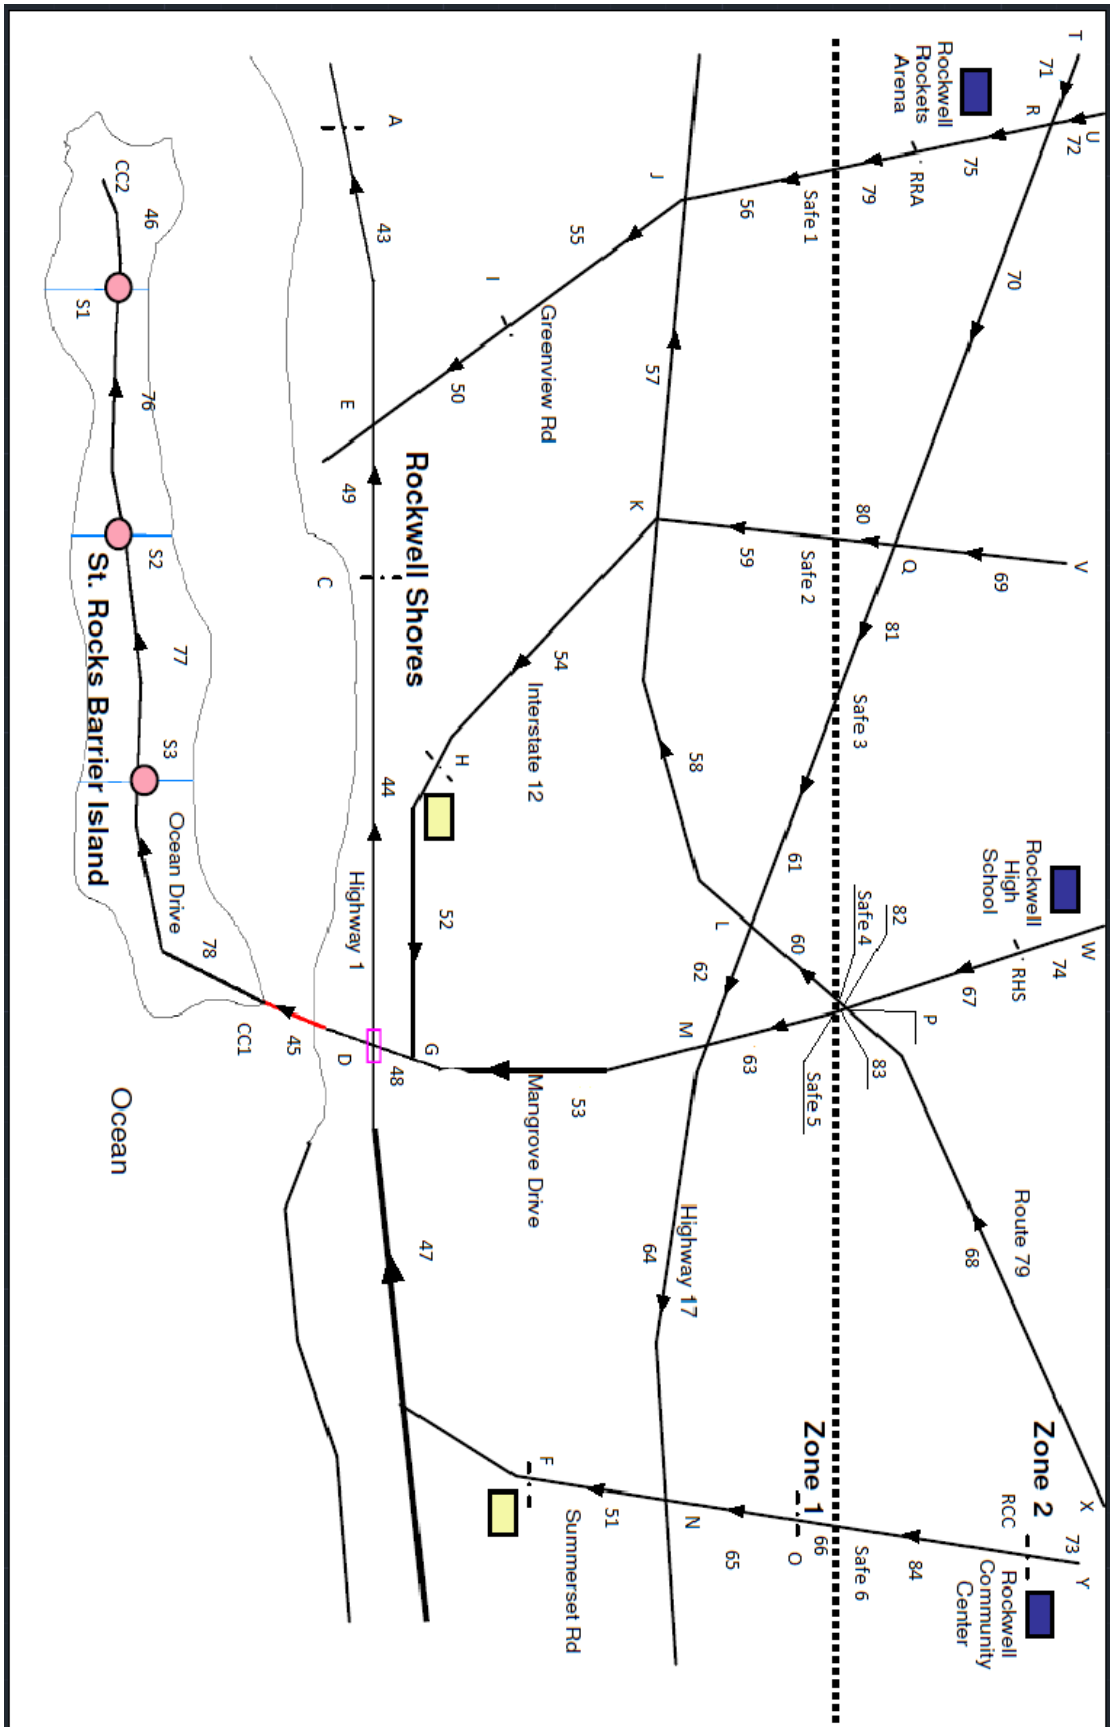 T
U
W
X
Y
71
72
74
73
R
Rockwell
High
School
Zone 2
RCC
Rockwell
Community
Center
Rockwell
Rockets
Arena
75
70
69
RHS
67
Route 79
68
RRA
V
Q
P
79
80
81
82
83
84
Safe 1
Safe 2
Safe 3
Safe 4
Safe 5
Safe 6
Zone 1
66
O
56
59
61
60
63
65
J
57
K
58
L
62
M
Highway 17
64
N
55
54
53
51
I
Greenview Rd
Interstate 12
Mangrove Drive
Summerset Rd
H
F
50
52
G
47
Rockwell Shores
A
43
E
49
C
44
Highway 1
48
D
45
CC1
CC2
46
S1
76
S2
77
S3
Ocean Drive
78
St. Rocks Barrier Island
Ocean